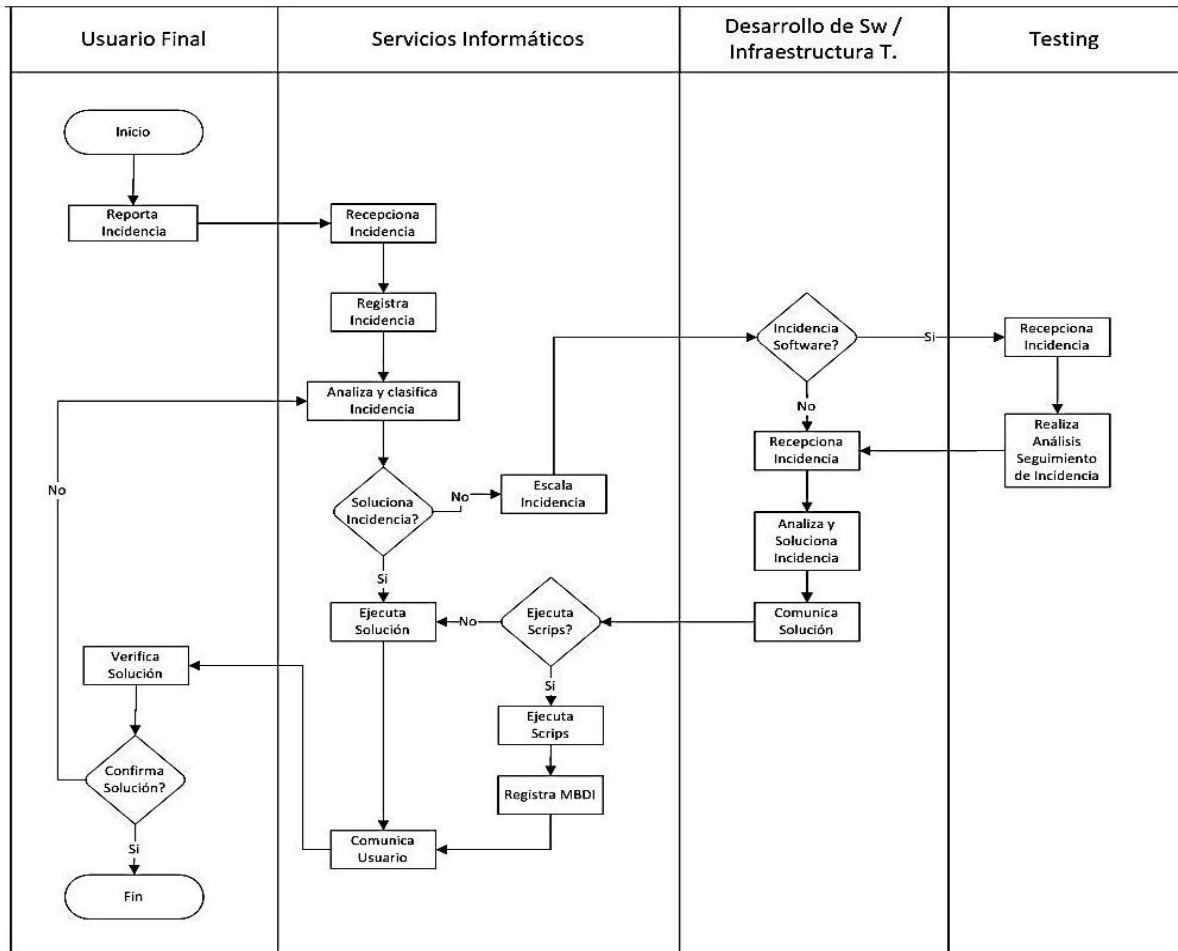 Usuario Final
Servicios Informáticos
Desarrollo de Sw /
Infraestructura T.
Testing
Inicio
Reporta
Incidencia
Recepciona
Incidencia
Registra
Incidencia
Analiza y clasifica
Incidencia
Soluciona
Incidencia?
No
Escala
Incidencia
Incidencia
Software?
Si
Recepciona
Incidencia
Realiza
Análisis
Seguimiento
de Incidencia
No
Recepciona
Incidencia
Analiza y
Soluciona
Incidencia
Comunica
Solución
Si
Ejecuta
Solución
No
Ejecuta
Scrips?
Si
Ejecuta
Scrips
Registra MBDI
Comunica
Usuario
Verifica
Solución
Confirma
Solución?
No
Si
Fin